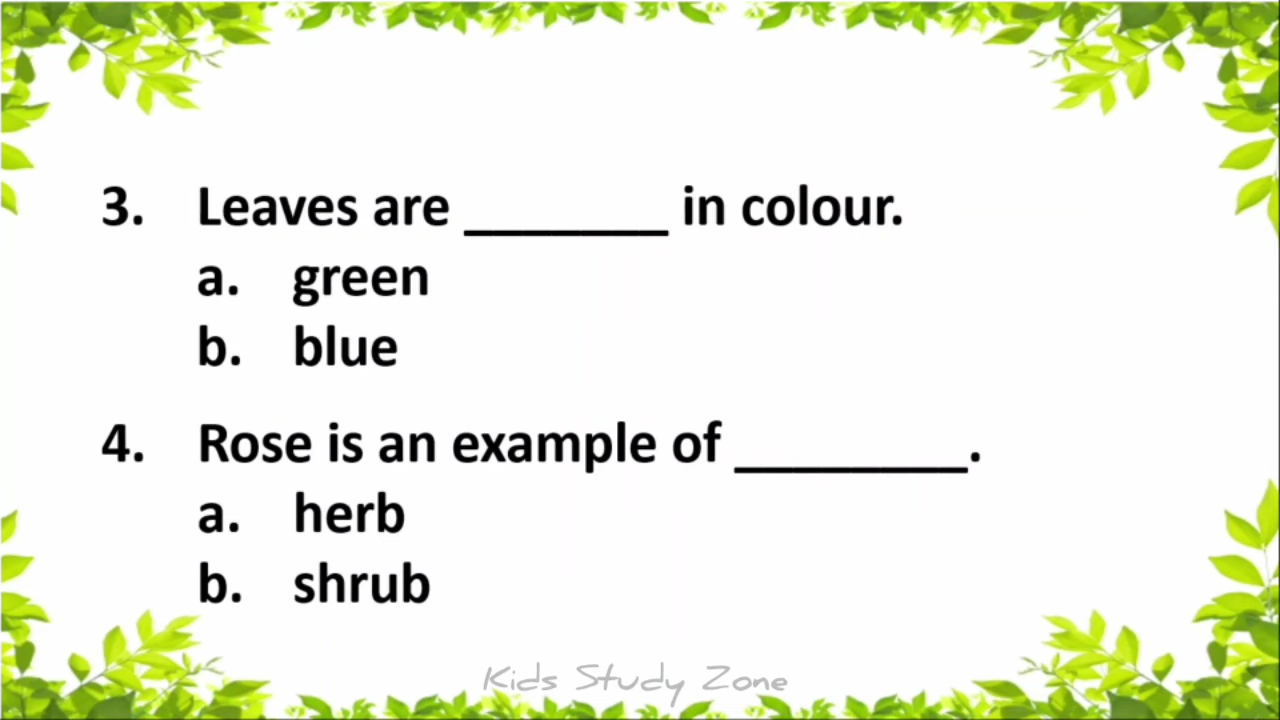 3. Leaves are ________ in colour.
a. green
b. blue
4. Rose is an example of _________.
a. herb
b. shrub
Kids Study Zone